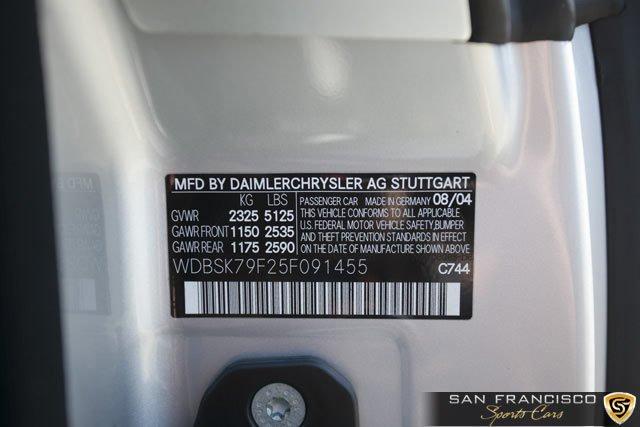 MFD BY DAIMLERCHRYSLER AG STUTTGART
KG LBS
GVWR 2325 5125
GAWR FRONT 1150 2535
GAWR REAR 1175 2590
PASSENGER CAR MADE IN GERMANY 08/04
THIS VEHICLE CONFORMS TO ALL APPLICABLE
U.S. FEDERAL MOTOR VEHICLE SAFETY,BUMPER
AND THEFT PREVENTION STANDARDS IN EFFECT
ON THE DATE OF MANUFACTURE SHOWN ABOVE
WDBSK79F25F091455
C744
SAN FRANCISCO
Sports Cars